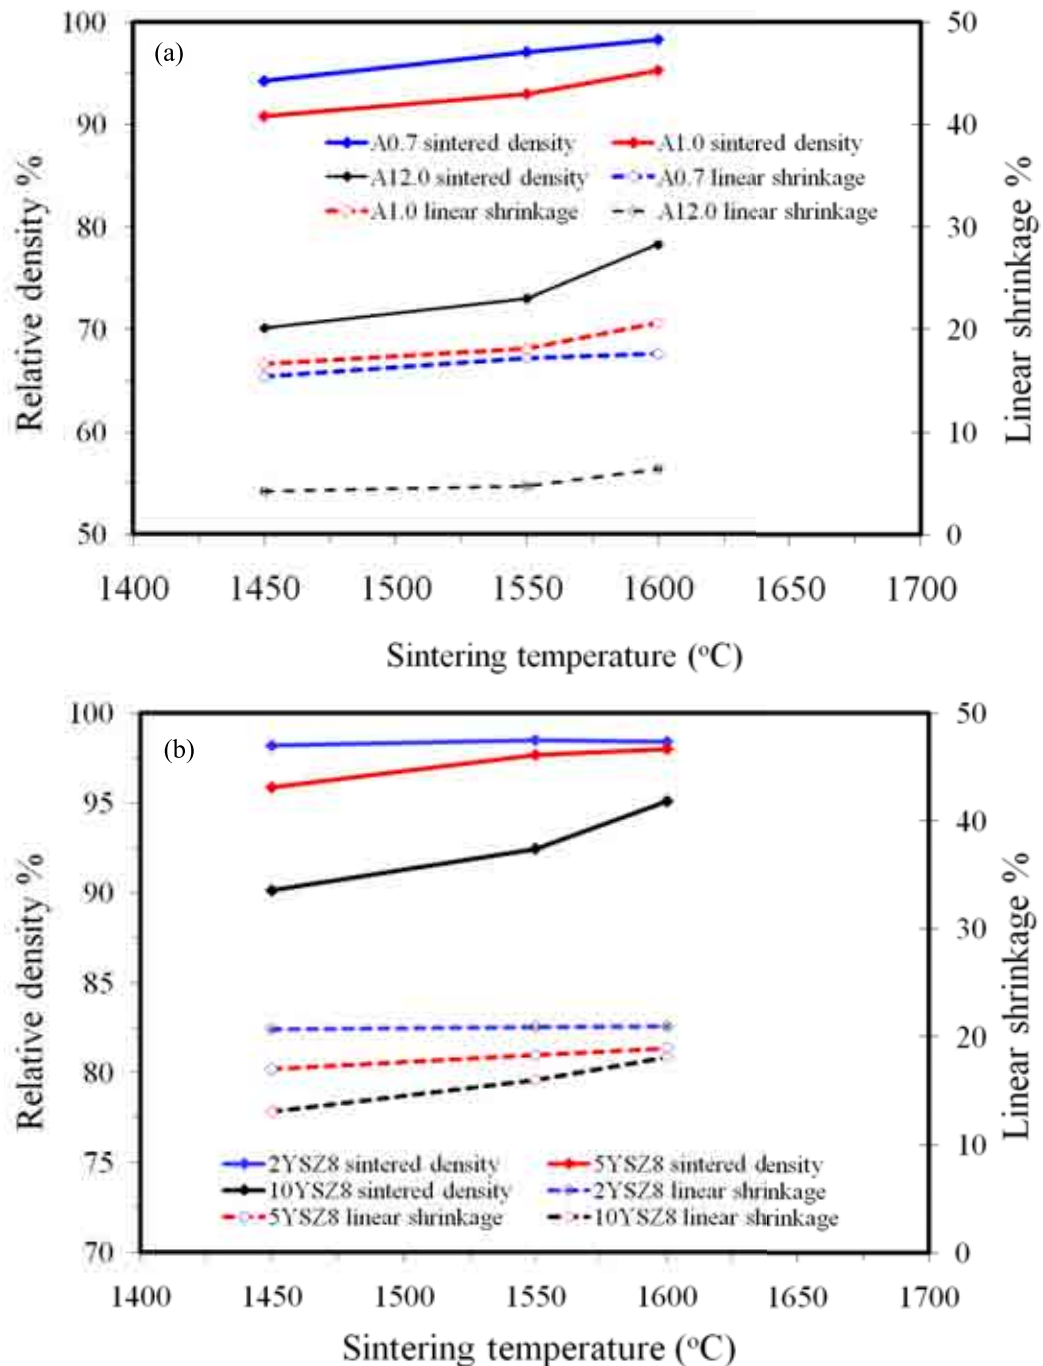 (a)
100
90
80
70
60
50
Relative density %
50
40
30
20
10
0
Linear shrinkage %
A0.7 sintered density A1.0 sintered density
A12.0 sintered density A0.7 linear shrinkage
A1.0 linear shrinkage A12.0 linear shrinkage
1400 1450 1500 1550 1600 1650 1700
Sintering temperature (°C)
(b)
100
95
90
85
80
75
70
Relative density %
50
40
30
20
10
0
Linear shrinkage %
2YSZ8 sintered density 5YSZ8 sintered density
10YSZ8 sintered density 2YSZ8 linear shrinkage
5YSZ8 linear shrinkage 10YSZ8 linear shrinkage
1400 1450 1500 1550 1600 1650 1700
Sintering temperature (°C)